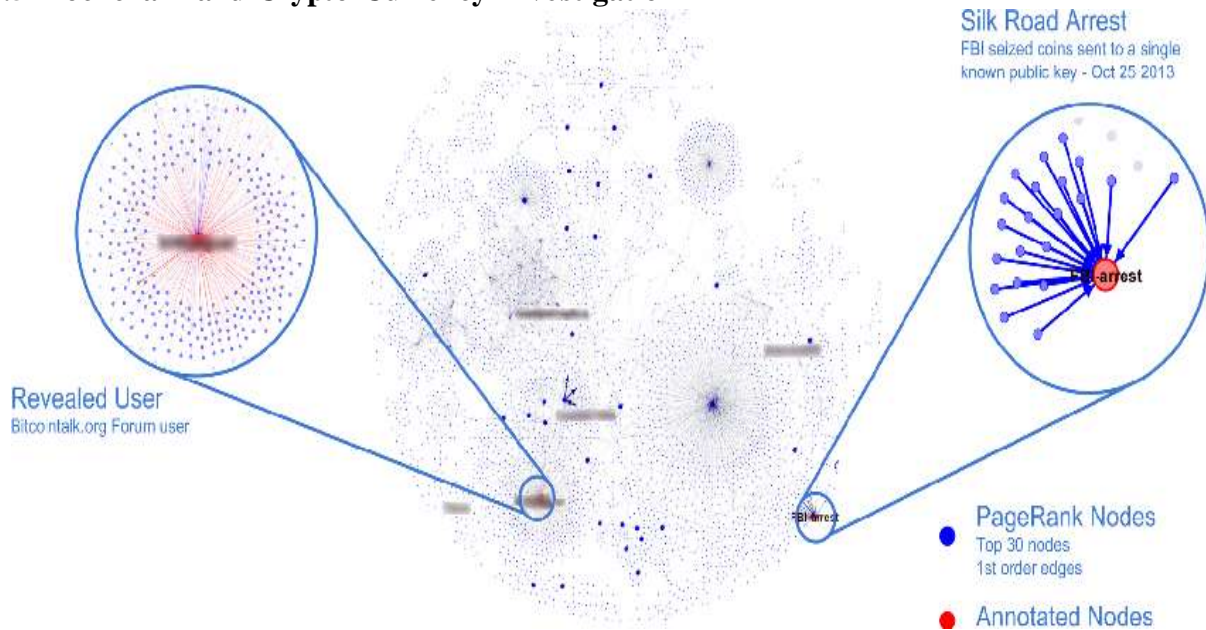 Silk Road Arrest
FBI seized coins sent to a single
known public key - Oct 25 2013
FBI-arrest
Revealed User
Bitcointalk.org Forum user
FBI-arrest
PageRank Nodes
Top 30 nodes
1st order edges
Annotated Nodes